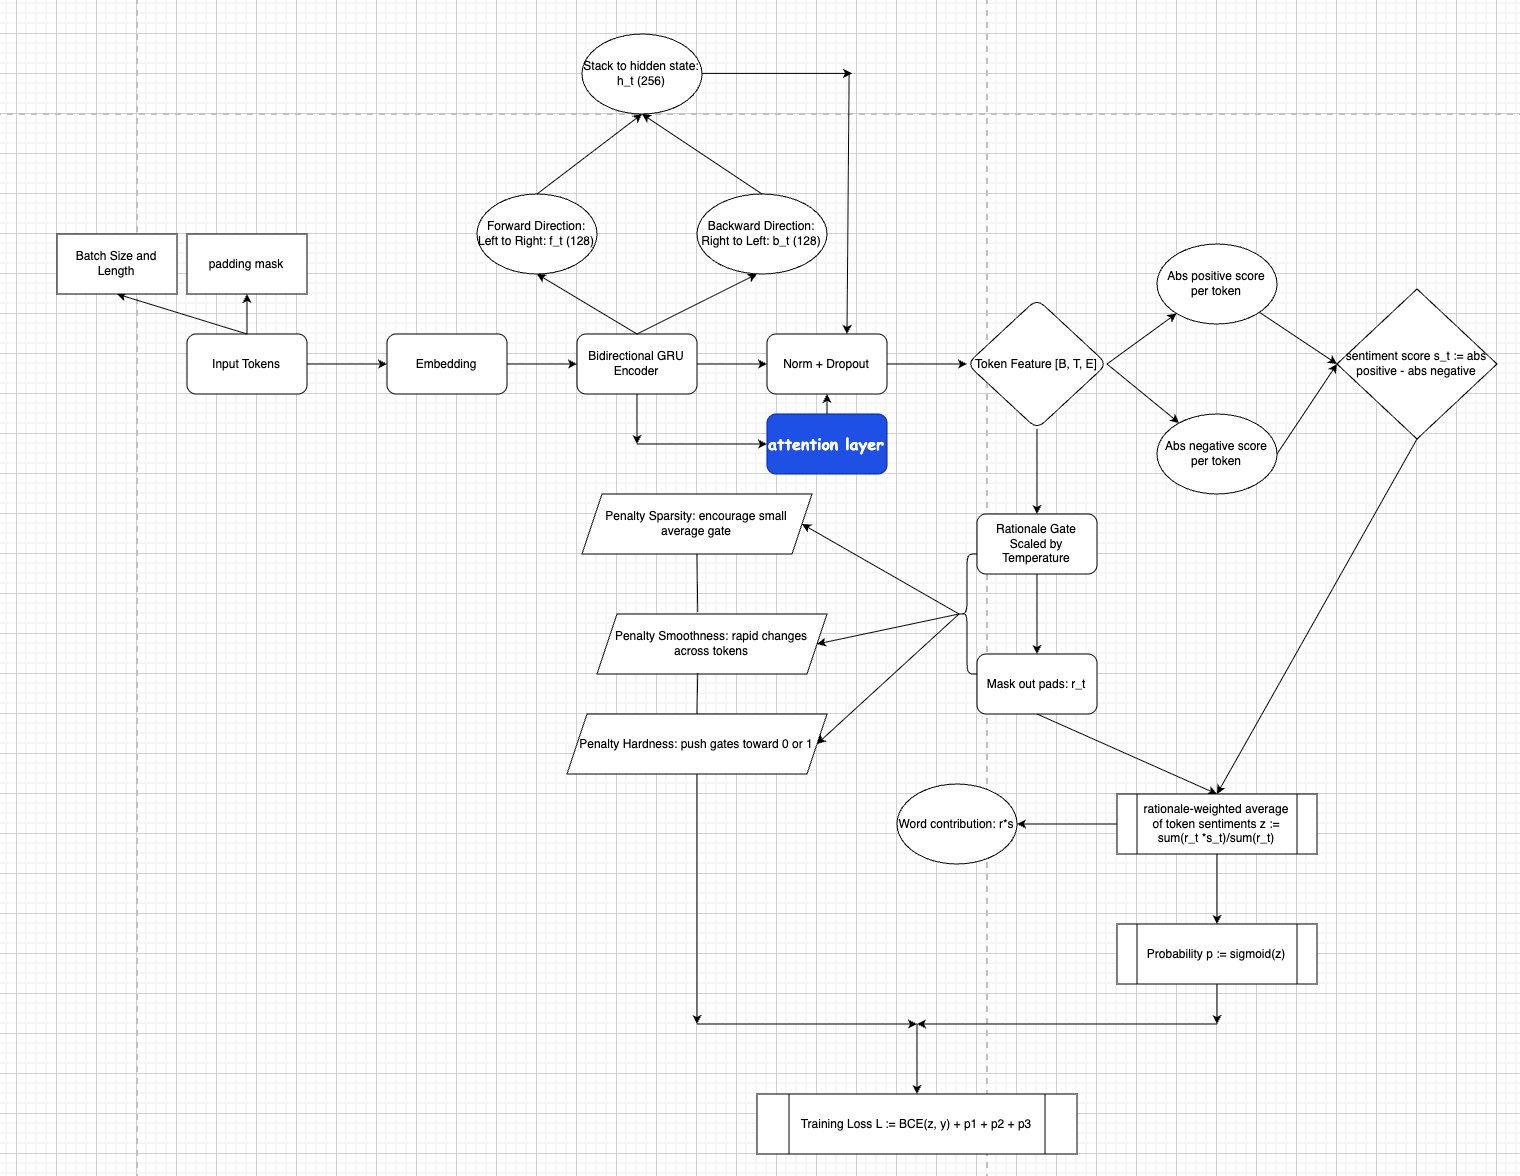 Stack to hidden state:
h_t (256)
Forward Direction:
Left to Right: f_t (128)
Backward Direction:
Right to Left: b_t (128)
Batch Size and
Length
padding mask
Input Tokens
Embedding
Bidirectional GRU
Encoder
Norm + Dropout
attention layer
Token Feature [B, T, E]
Abs positive score
per token
Abs negative score
per token
sentiment score s_t := abs
positive - abs negative
Rationale Gate
Scaled by
Temperature
Mask out pads: r_t
Penalty Sparsity: encourage small
average gate
Penalty Smoothness: rapid changes
across tokens
Penalty Hardness: push gates toward 0 or 1
Word contribution: r*s
rationale-weighted average
of token sentiments z :=
sum(r_t *s_t)/sum(r_t)
Probability p := sigmoid(z)
Training Loss L := BCE(z, y) + p1 + p2 + p3